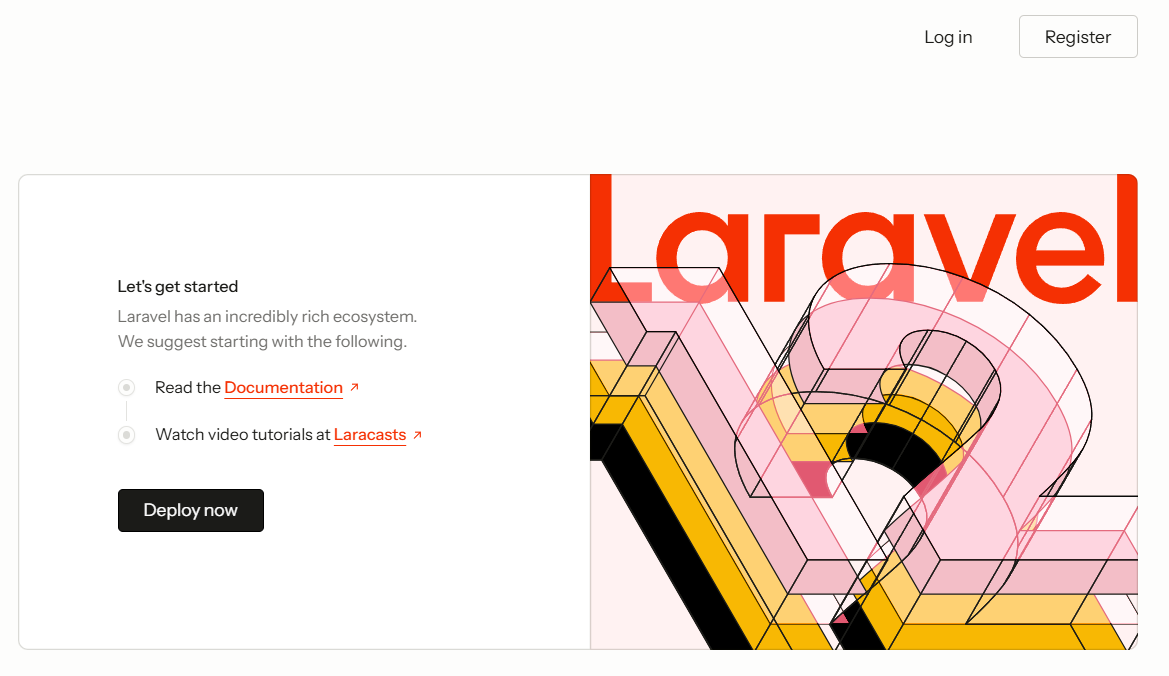 Log in
Register
Laravel
Let's get started
Laravel has an incredibly rich ecosystem.
We suggest starting with the following.
Read the Documentation
Watch video tutorials at Laracasts
Deploy now